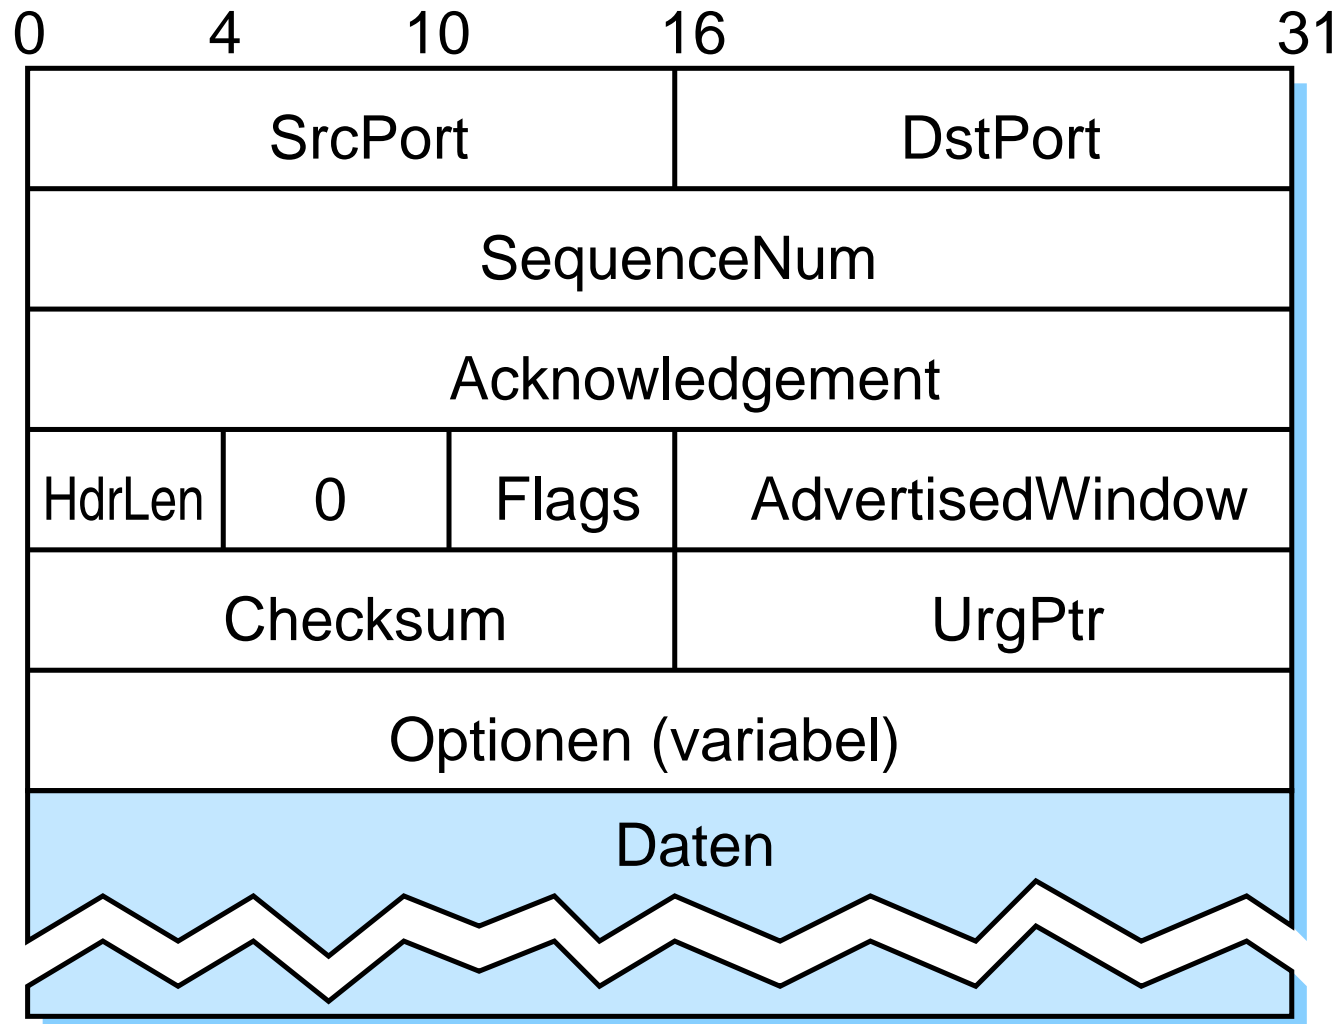 0 4 10 16 31
SrcPort DstPort
SequenceNum
Acknowledgement
HdrLen 0 Flags AdvertisedWindow
Checksum UrgPtr
Optionen (variabel)
Daten